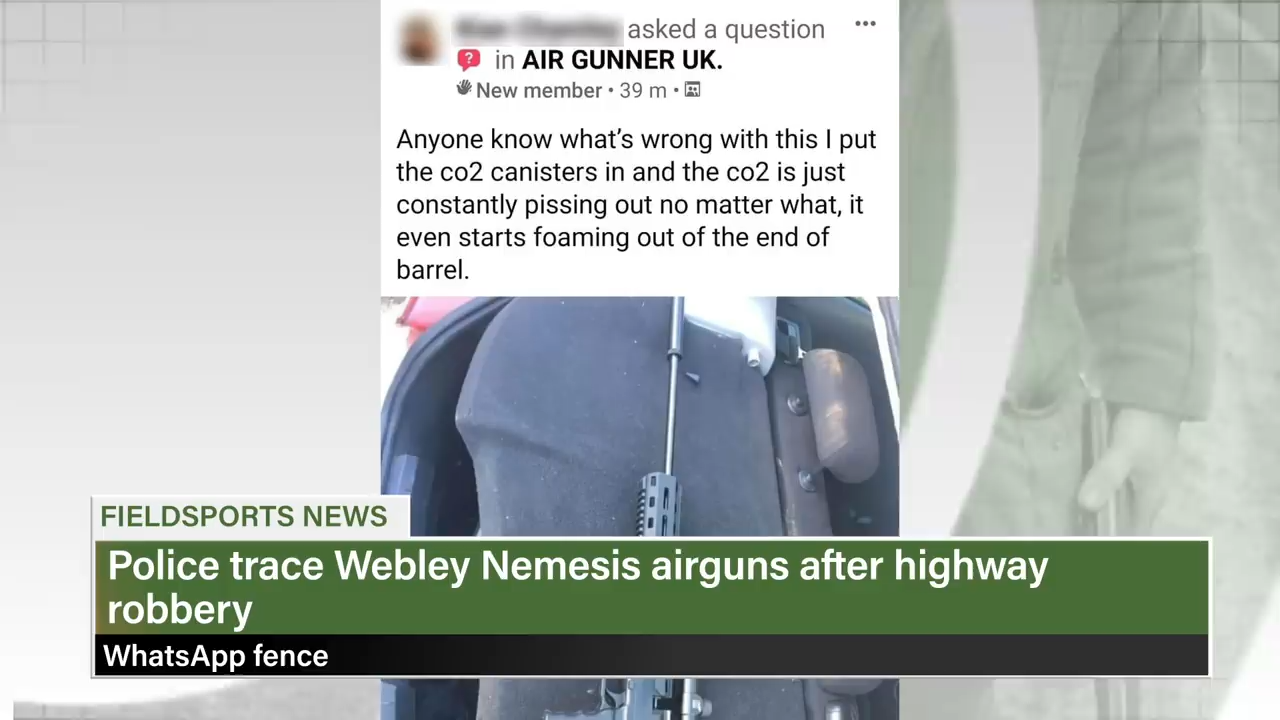 asked a question
in AIR GUNNER UK.
New member • 39 m •
Anyone know what's wrong with this I put
the co2 canisters in and the co2 is just
constantly pissing out no matter what, it
even starts foaming out of the end of
barrel.
FIELDSPORTS NEWS
Police trace Webley Nemesis airguns after highway
robbery
WhatsApp fence